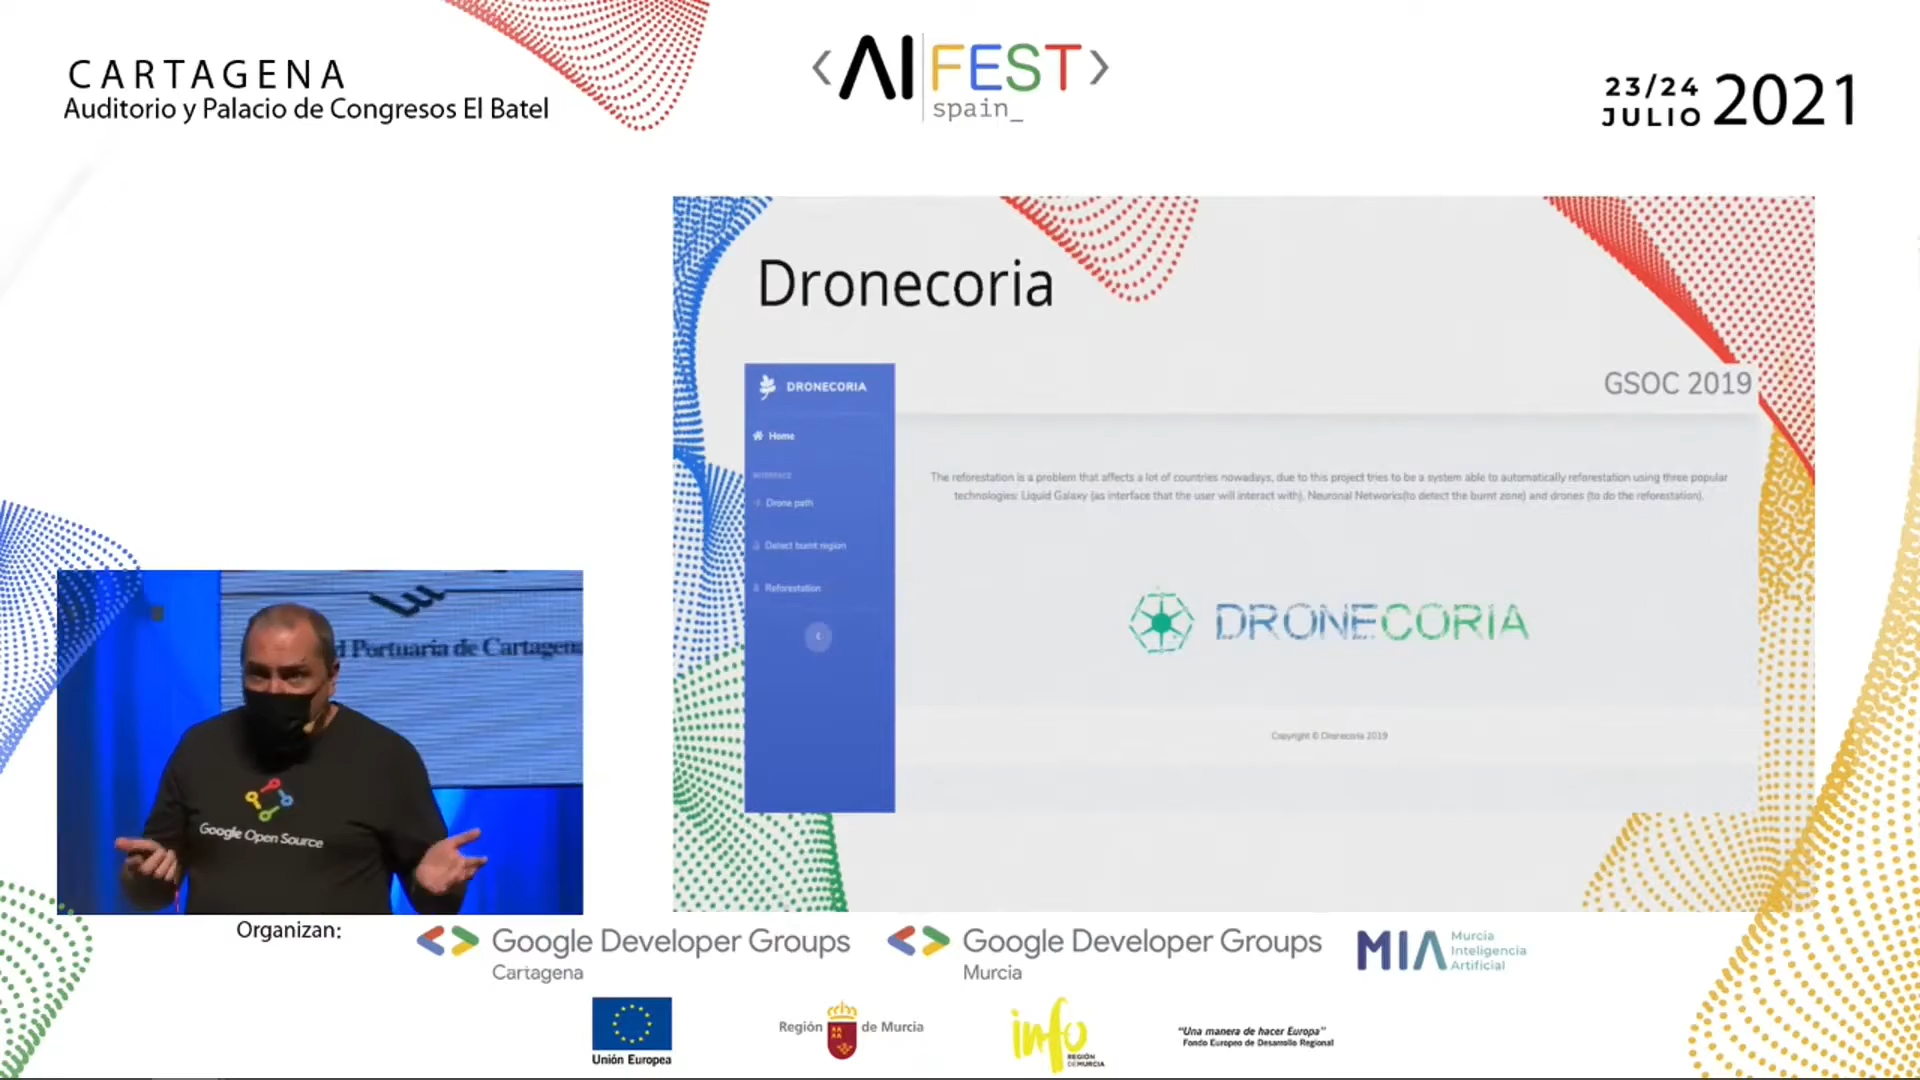 CARTAGENA
Auditorio y Palacio de Congresos El Batel
<AI FEST>
spain_
23/24
JULIO 2021
Dronecoria
DRONECORIA
GSOC 2019
Home
INTERFACE
Drone path
Detect burnt region
Reforestation
The reforestation is a problem that affects a lot of countries nowadays, due to this project tries to be a system able to automatically reforestation using three popular
technologies: Liquid Galaxy (as interface that the user will interact with), Neuronal Networks(to detect the burnt zone) and drones (to do the reforestation).
DRONECORIA
Copyright © Dronecoria 2019
d Portuaria de Cartagena
Google Open Source
Organizan:
Google Developer Groups
Cartagena
Google Developer Groups
Murcia
MIA Murcia
Inteligencia
Artificial
Unión Europea
Región de Murcia
info
REGIÓN
DE MURCIA
"Una manera de hacer Europa"
Fondo Europeo de Desarrollo Regional